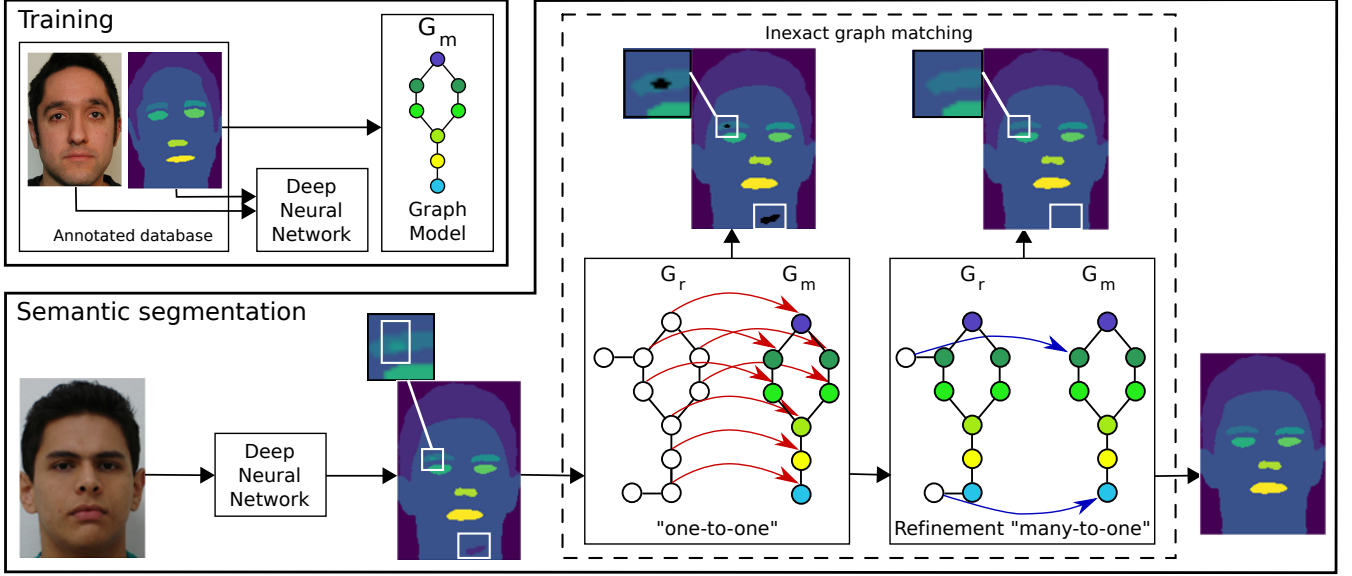 Training
G
m
Deep
Neural
Network
Annotated database
Graph
Model
Inexact graph matching
Semantic segmentation
Deep
Neural
Network
G
r
G
m
"one-to-one"
G
r
G
m
Refinement "many-to-one"